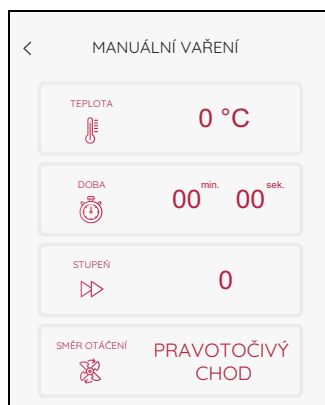 MANUÁLNÍ VAŘENÍ
TEPLOTA
0 °C
DOBA
00 min. 00 sek.
STUPEŇ
0
SMĚR OTÁČENÍ
PRAVOTOČIVÝ
CHOD